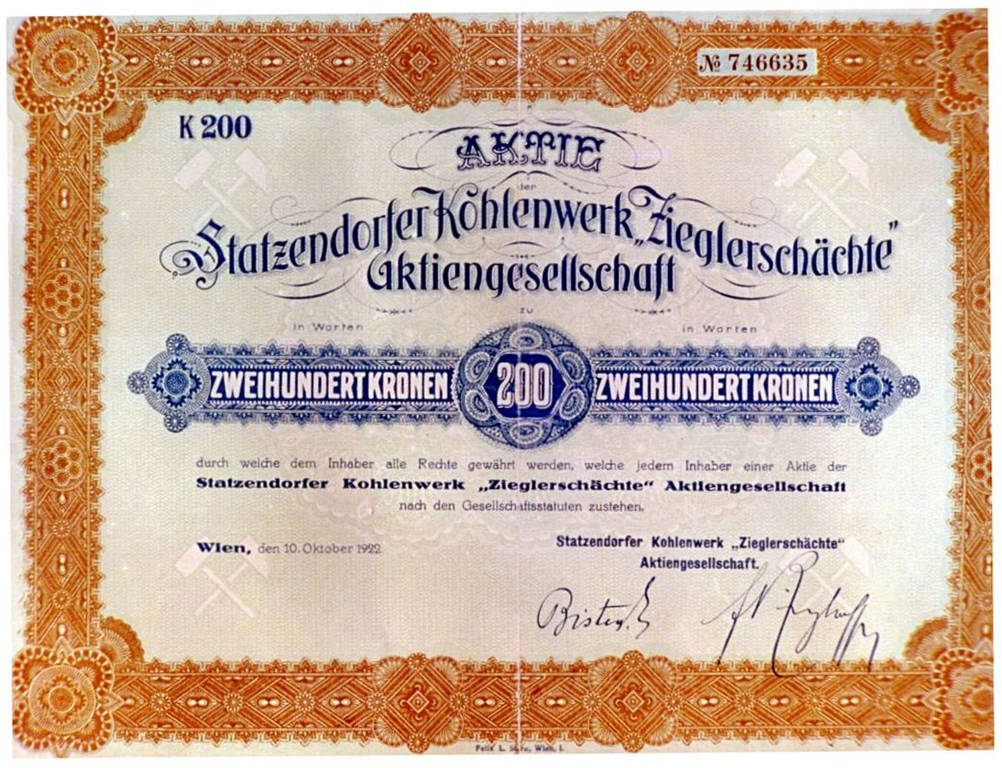 № 746635
K 200
AKTIE
der
Statzendorfer Kohlenwerk „Zieglerschächte“
Aktiengesellschaft
zu
in Worten in Worten
ZWEIHUNDERT KRONEN 200 ZWEIHUNDERT KRONEN
durch welche dem Inhaber alle Rechte gewährt werden, welche jedem Inhaber einer Aktie der
Statzendorfer Kohlenwerk „Zieglerschächte“ Aktiengesellschaft
nach den Gesellschaftsstatuten zustehen.
Wien, den 10. Oktober 1922.
Statzendorfer Kohlenwerk „Zieglerschächte“
Aktiengesellschaft.
Felix L. Wien, I.